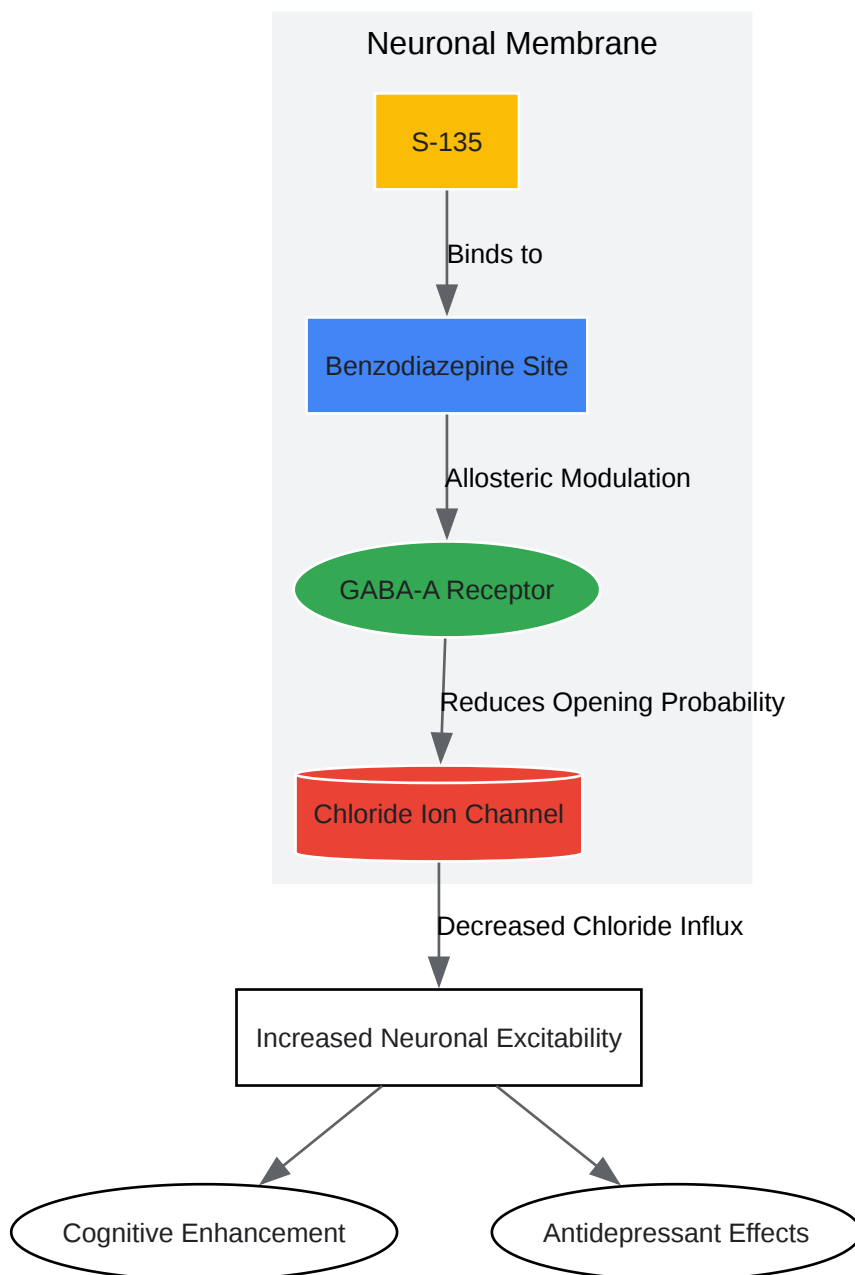 Neuronal Membrane
S-135
Binds to
Benzodiazepine Site
Allosteric Modulation
GABA-A Receptor
Reduces Opening Probability
Chloride Ion Channel
Decreased Chloride Influx
Increased Neuronal Excitability
Cognitive Enhancement
Antidepressant Effects